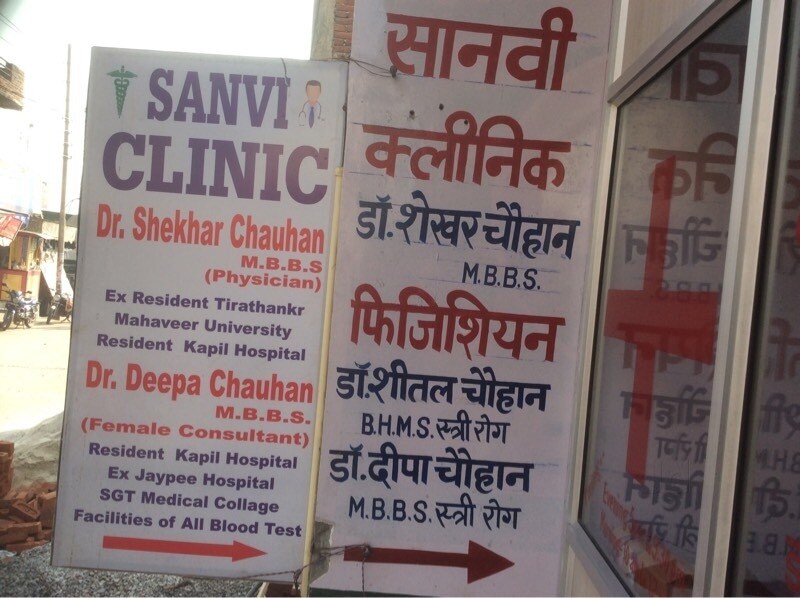 SANVI
CLINIC
Dr. Shekhar Chauhan
M.B.B.S
(Physician)
Ex Resident Tirathankr
Mahaveer University
Resident Kapil Hospital
Dr. Deepa Chauhan
M.B.B.S.
(Female Consultant)
Resident Kapil Hospital
Ex Jaypee Hospital
SGT Medical Collage
Facilities of All Blood Test
सानवी
क्लीनिक
डॉ. शेखर चौहान
M.B.B.S.
फिजिशियन
डॉ. शीतल चौहान
B.H.M.S. स्त्री रोग
डॉ. दीपा चौहान
M.B.B.S. स्त्री रोग